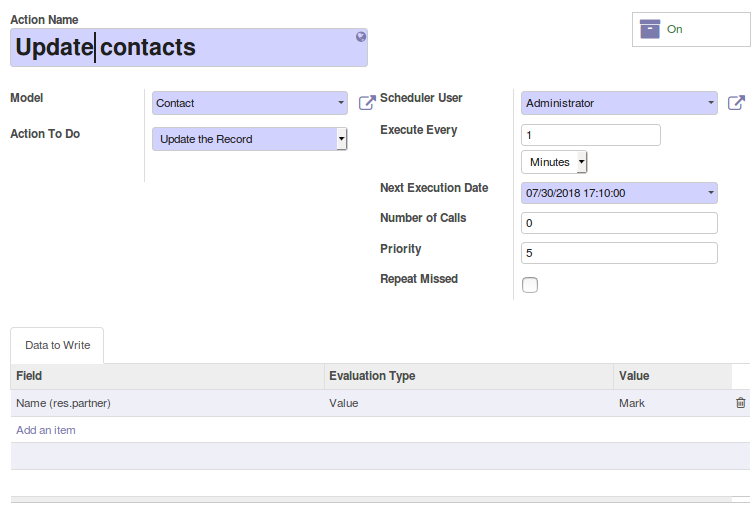 Action Name
Update contacts
On
Model
Contact
Action To Do
Update the Record
Scheduler User
Administrator
Execute Every
1
Minutes
Next Execution Date
07/30/2018 17:10:00
Number of Calls
0
Priority
5
Repeat Missed
Data to Write
Field Evaluation Type Value
Name (res.partner) Value Mark
Add an item